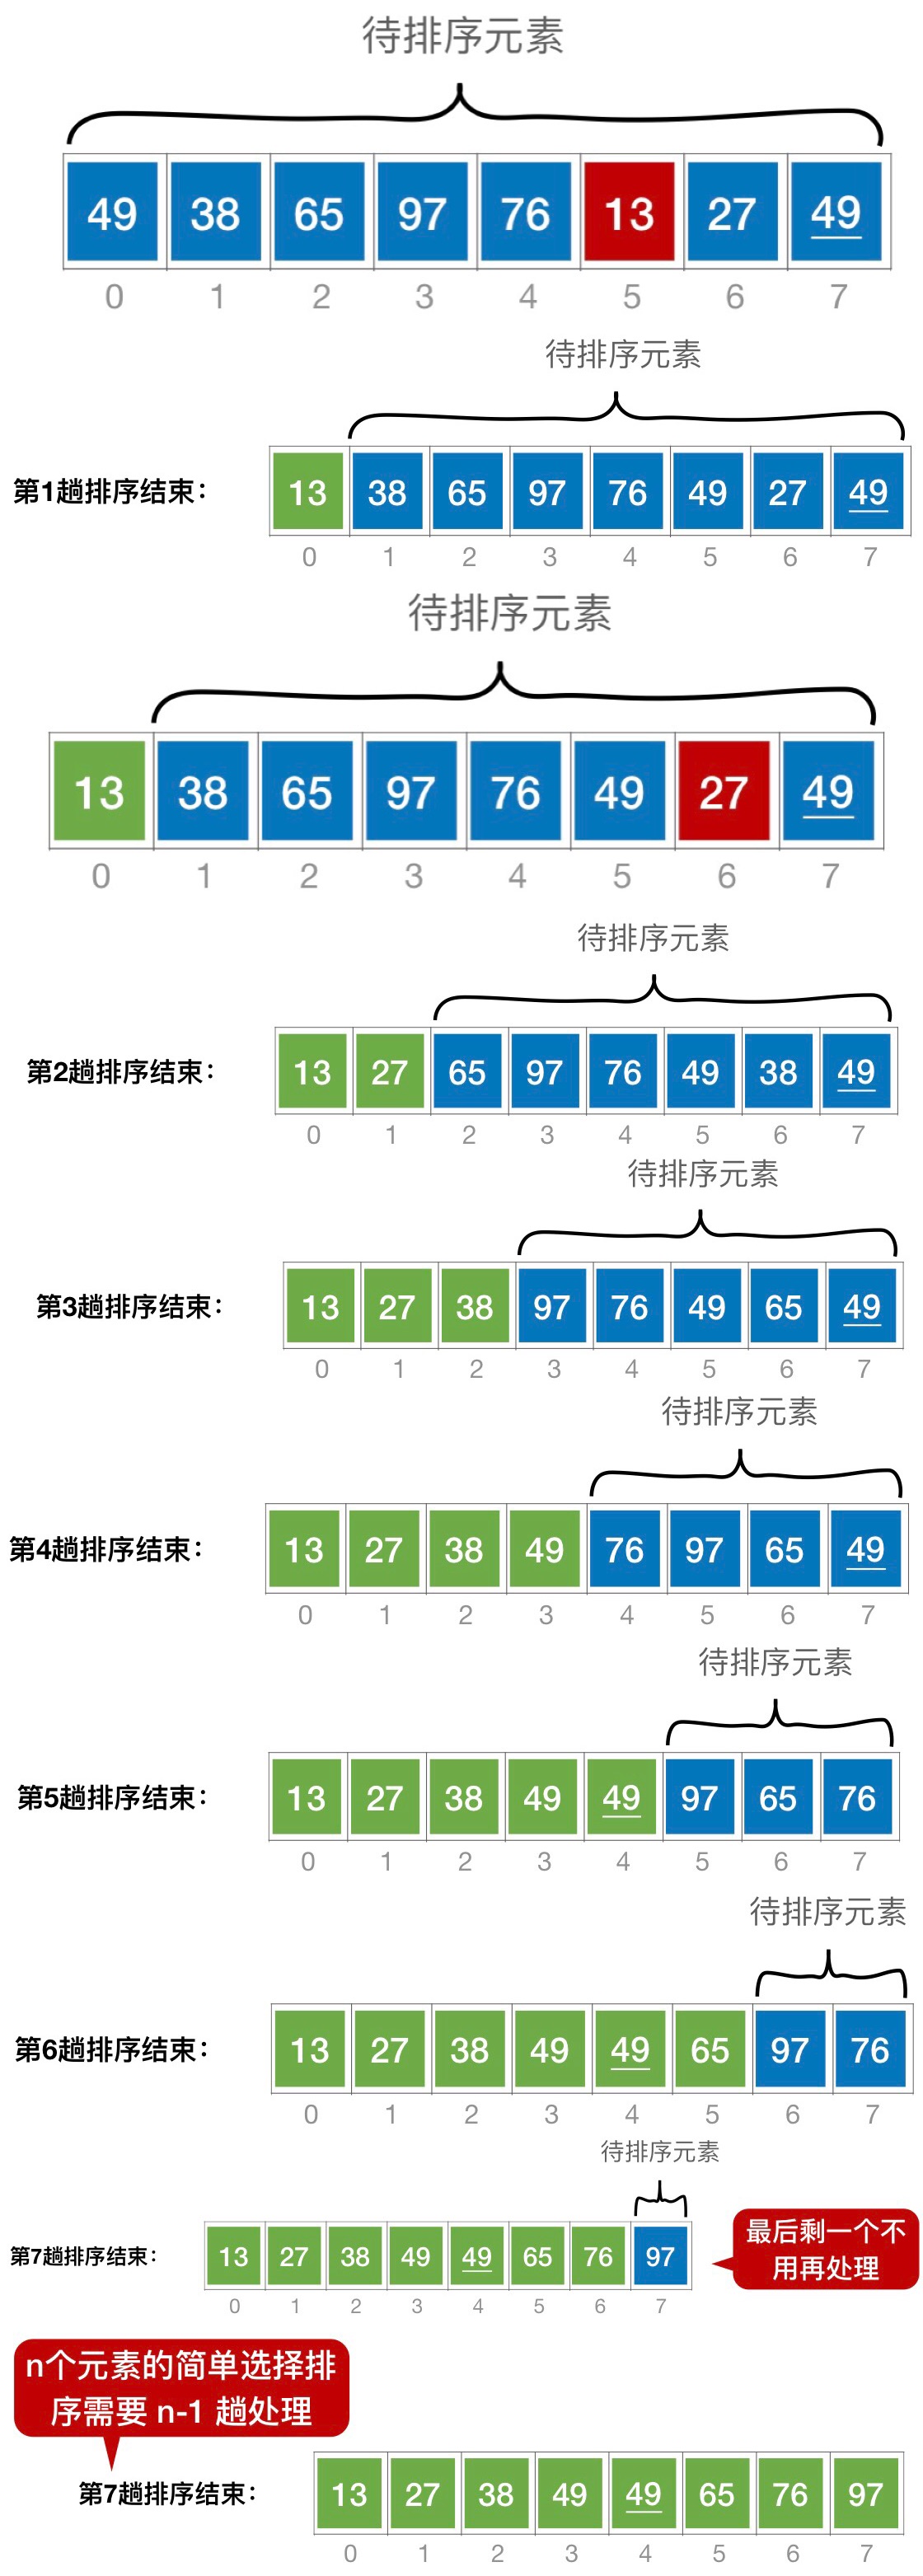 待排序元素
49 38 65 97 76 13 27 49
0 1 2 3 4 5 6 7
待排序元素
第1趟排序结束： 13 38 65 97 76 49 27 49
0 1 2 3 4 5 6 7
待排序元素
13 38 65 97 76 49 27 49
0 1 2 3 4 5 6 7
待排序元素
第2趟排序结束： 13 27 65 97 76 49 38 49
0 1 2 3 4 5 6 7
待排序元素
第3趟排序结束： 13 27 38 97 76 49 65 49
0 1 2 3 4 5 6 7
待排序元素
第4趟排序结束： 13 27 38 49 76 97 65 49
0 1 2 3 4 5 6 7
待排序元素
第5趟排序结束： 13 27 38 49 49 97 65 76
0 1 2 3 4 5 6 7
待排序元素
第6趟排序结束： 13 27 38 49 49 65 97 76
0 1 2 3 4 5 6 7
待排序元素
第7趟排序结束： 13 27 38 49 49 65 76 97
0 1 2 3 4 5 6 7
最后剩一个不
用再处理
n个元素的简单选择排
序需要 n-1 趟处理
第7趟排序结束： 13 27 38 49 49 65 76 97
0 1 2 3 4 5 6 7